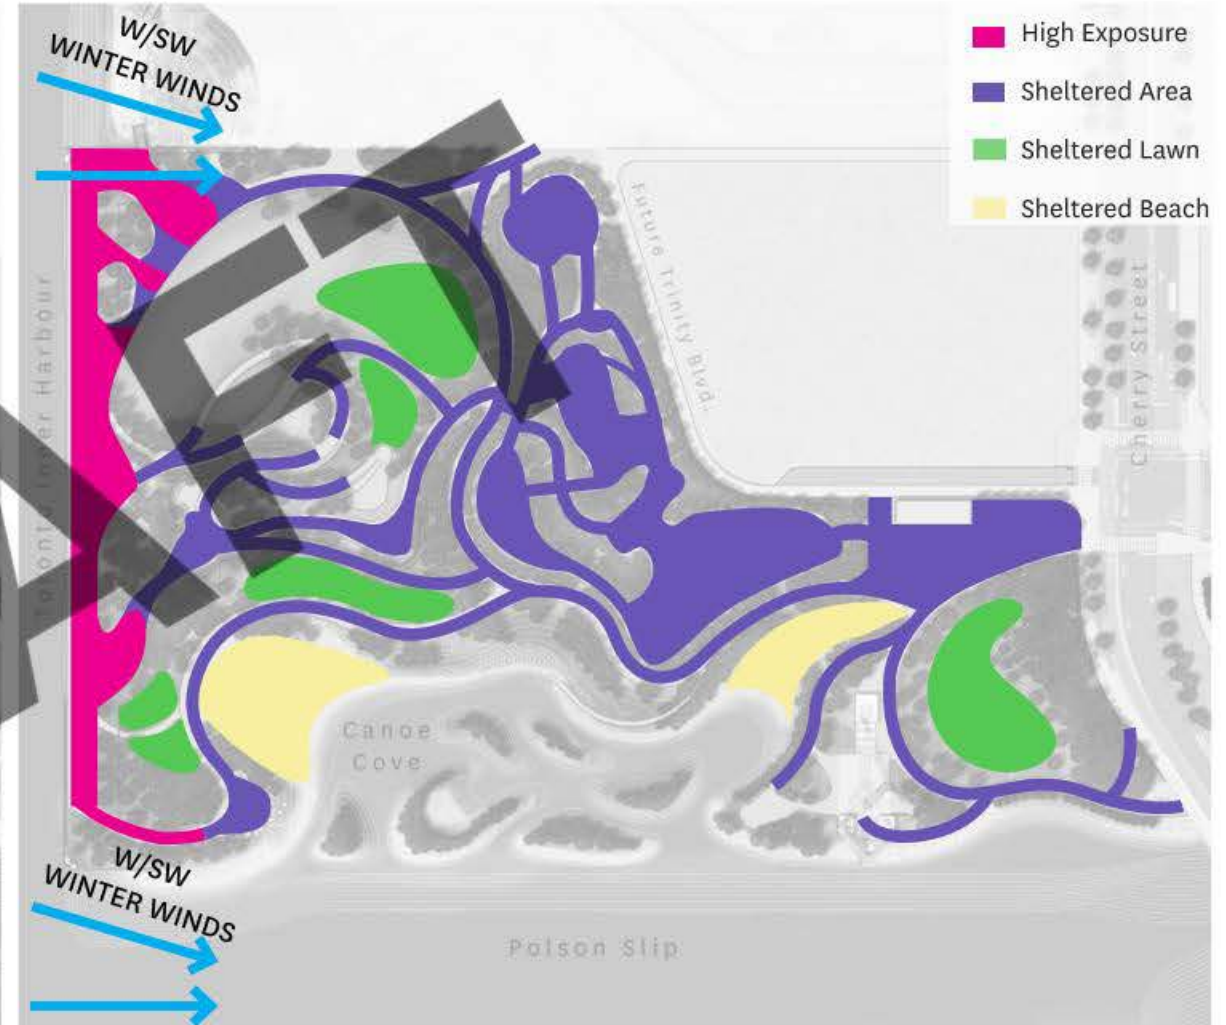 W/SW
WINTER WINDS
High Exposure
Sheltered Area
Sheltered Lawn
Sheltered Beach
Future Trinity Blvd.
Cherry Street
Toronto Inner Harbour
Canoe
Cove
W/SW
WINTER WINDS
Polson Slip